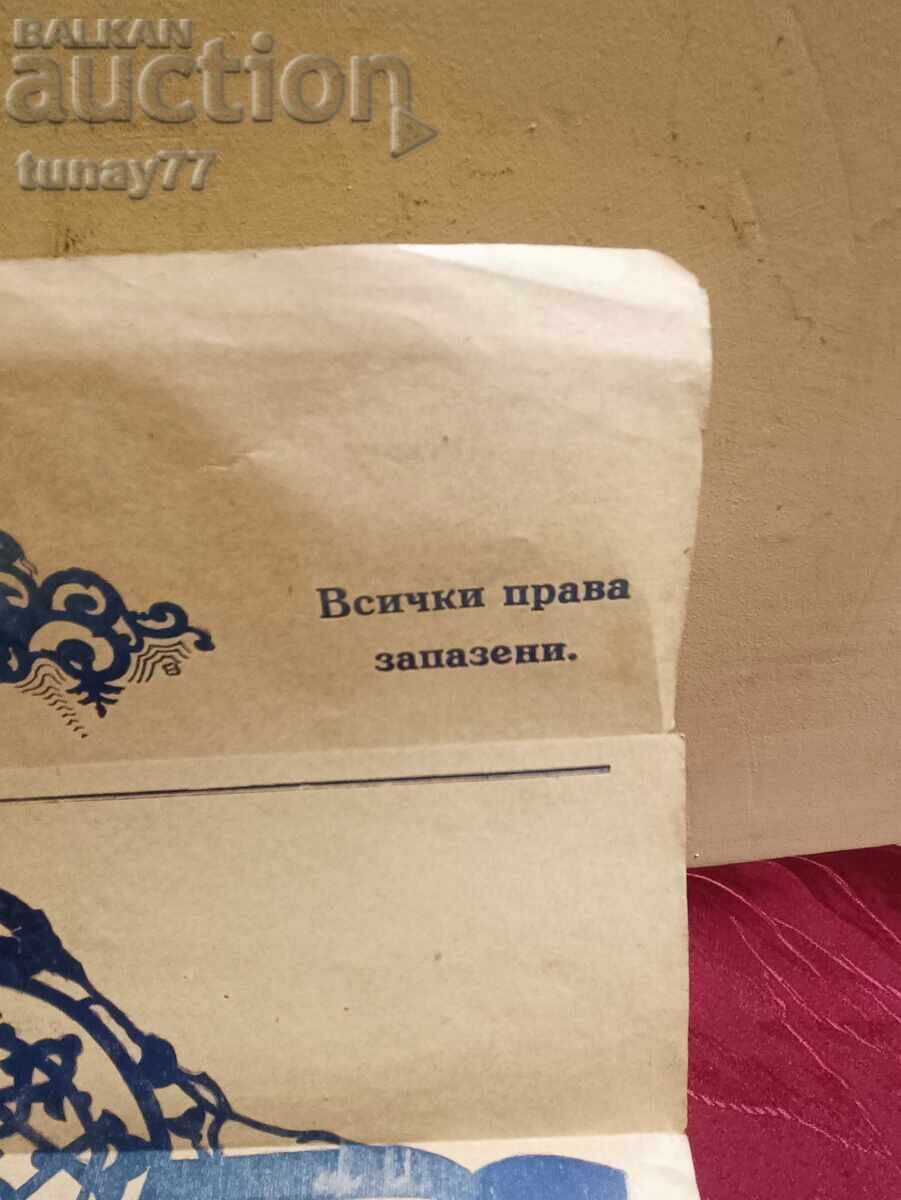 BALKAN
auction
tunay77
Всички права
запазени.